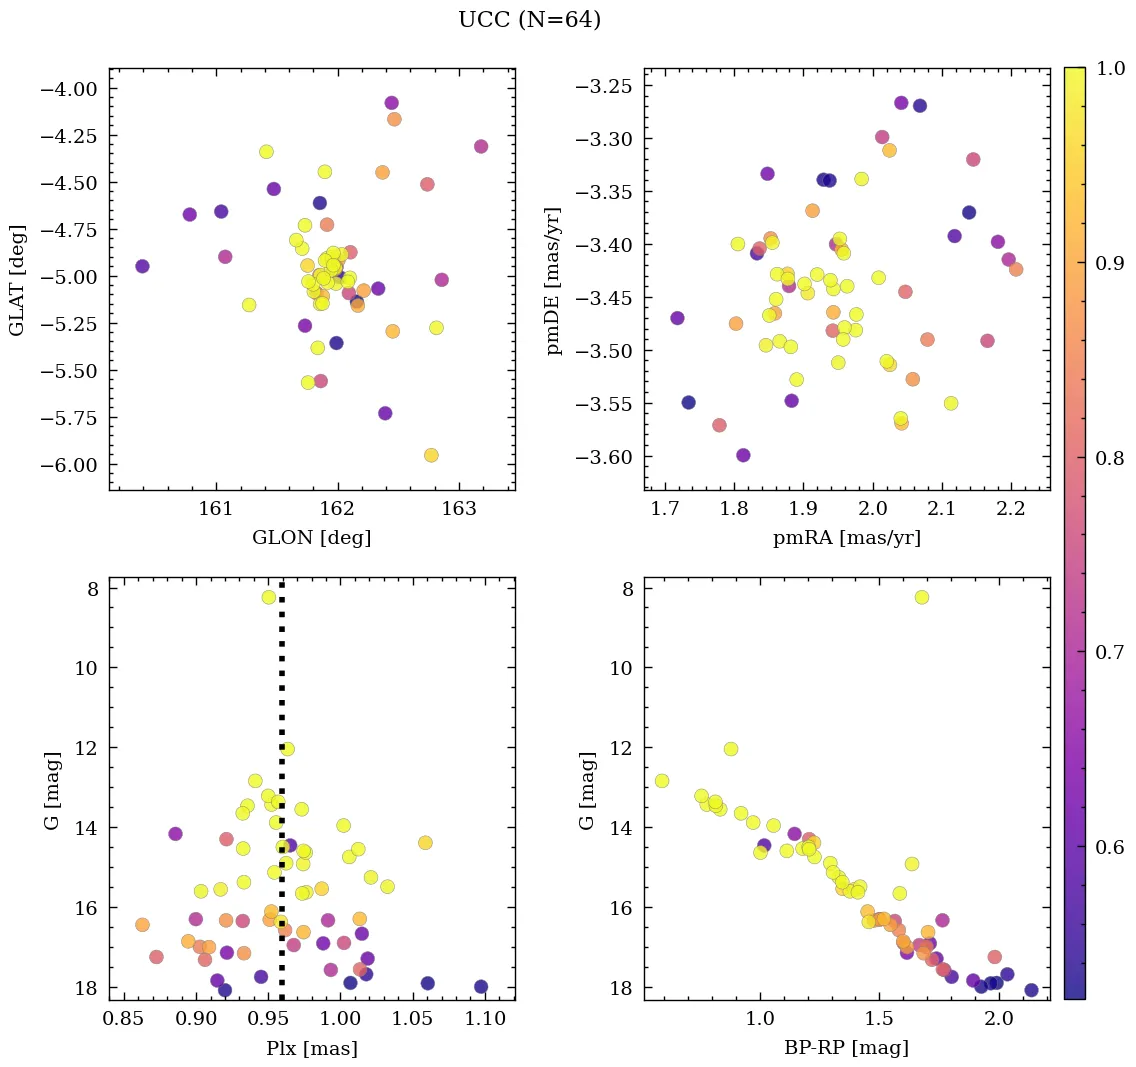 UCC (N=64)
−4.00
−4.25
−4.50
−4.75
−5.00
−5.25
−5.50
−5.75
−6.00
GLAT [deg]
161 162 163
GLON [deg]
−3.25
−3.30
−3.35
−3.40
−3.45
−3.50
−3.55
−3.60
pmDE [mas/yr]
1.7 1.8 1.9 2.0 2.1 2.2
pmRA [mas/yr]
8
10
12
14
16
18
G [mag]
0.85 0.90 0.95 1.00 1.05 1.10
Plx [mas]
8
10
12
14
16
18
G [mag]
1.0 1.5 2.0
BP-RP [mag]
1.0
0.9
0.8
0.7
0.6